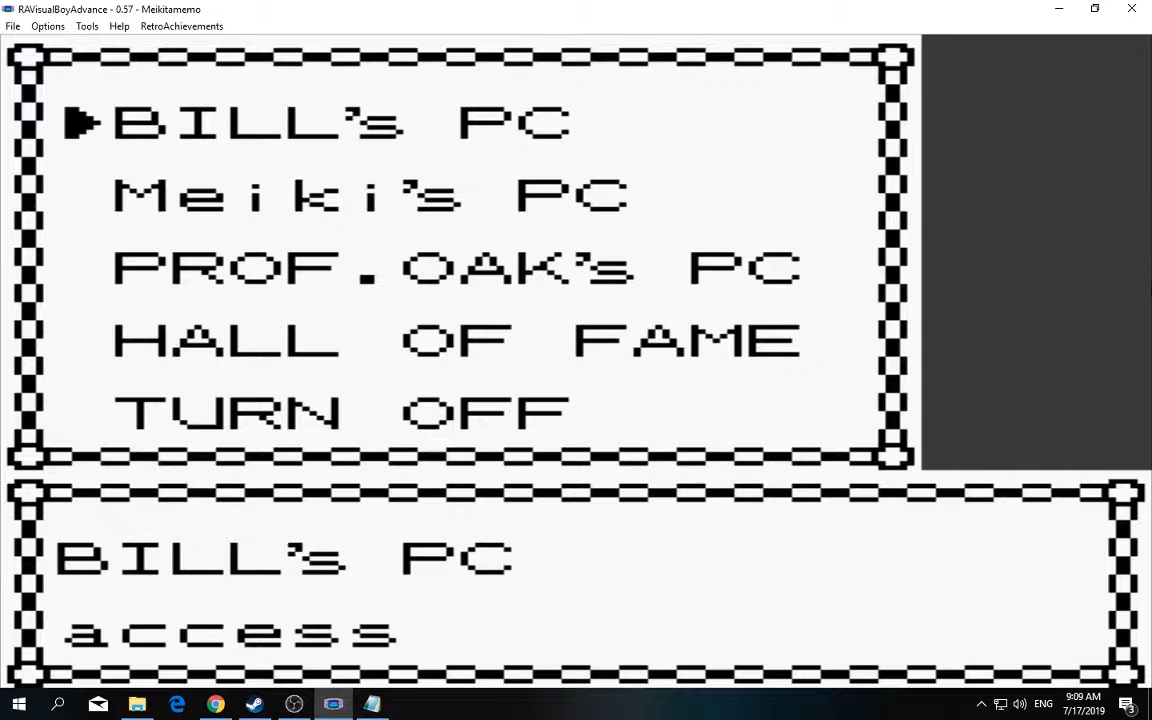 RAVisualBoyAdvance - 0.57 - Meikitamemo
File Options Tools Help RetroAchievements
▶BILL's PC
Meiki's PC
PROF.OAK's PC
HALL OF FAME
TURN OFF
BILL's PC
access
ENG
9:09 AM
7/17/2019
3